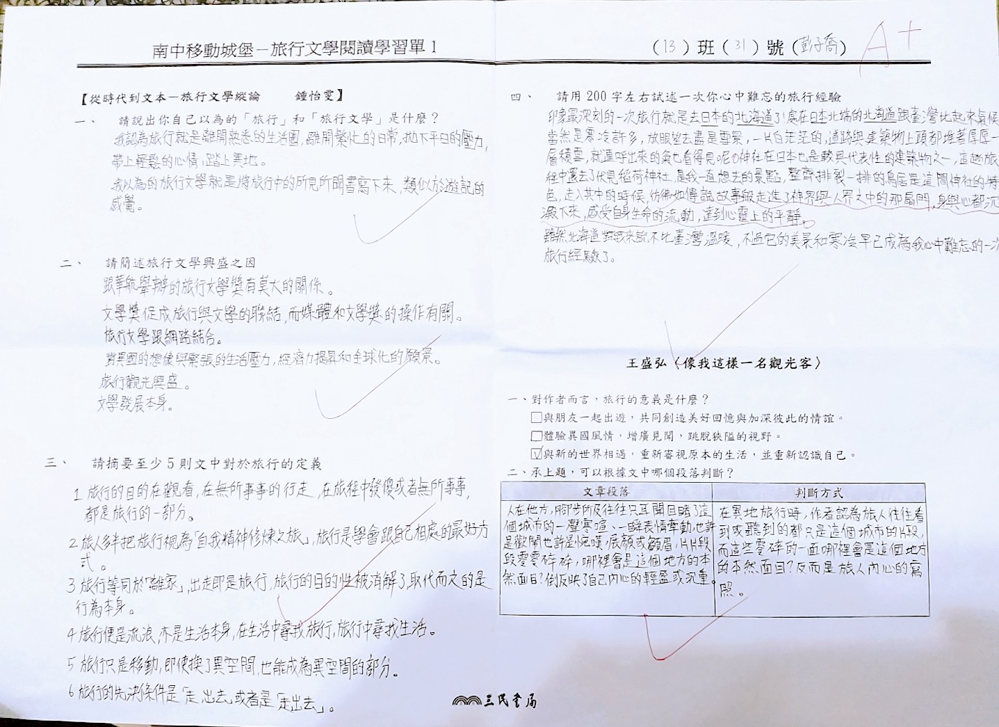 南中移動城堡－旅行文學閱讀學習單 1
（13）班（31）號（彭子喬）
A+
【從時代到文本－旅行文學縱論 鍾怡雯】
一、 請說出你自己以為的「旅行」和「旅行文學」是什麼？
我認為旅行就是離開熟悉的生活圈，離開繁忙的日常，拋下平日的壓力，
帶上輕鬆的心情，踏上異地。
我以為的旅行文學就是將旅行中的所見所聞書寫下來，類似於遊記的
感覺。
二、 請簡述旅行文學興盛之因
跟華航舉辦的旅行文學獎有莫大的關係。
文學獎促成旅行與文學的聯結，而媒體和文學獎的操作有關。
旅行文學跟網路結合。
對異國的想像與緊張的生活壓力，經濟力提昇和全球化的願景。
旅行觀光興盛。
文學發展本身。
三、 請摘要至少 5 則文中對於旅行的定義
1 旅行的目的在觀看，在無所事事的行走，在旅程中發傻或者無所事事，
都是旅行的一部分。
2 旅人多半把旅行視為「自我精神修煉之旅」，旅行是學會跟自己相處的最好方
式。
3 旅行等同於「離家」，出走即是旅行，旅行的目的性被消解了，取代而之的是
行為本身。
4 旅行便是流浪，亦是生活本身，在生活中尋找旅行，旅行中尋找生活。
5 旅行只是移動，即使換了異空間，也能成為異空間的部分。
6 旅行的先決條件是「走，出去」或者是「走出去」。
四、 請用 200 字左右試述一次你心中難忘的旅行經驗
印象最深刻的一次旅行就是去日本的北海道了！處在日本北端的北海道跟臺灣比起來氣候
當然是寒冷許多，放眼望去盡是雪景，一片白茫茫的，道路與建築物上頭都堆著厚厚一
層積雪，就連呼出來的氣也看得見呢！神社在日本也是較具代表性的建築物之一，這趟旅
程中還去了伏見稻荷神社，是我一直想去的景點，整齊排裂一排的鳥居是這間神社的特
色，走入其中的時候，彷彿如傳說故事般走進了神界與人界之中的那扇門，身與心都沉
澱下來，感受自身生命的流動，達到心靈上的平靜。
雖然北海道對我來說不比臺灣溫暖，不過它的美景和寒冷早已成為我心中難忘的一次
旅行經驗了。
王盛弘〈像我這樣一名觀光客〉
一、對作者而言，旅行的意義是什麼？
□與朋友一起出遊，共同創造美好回憶與加深彼此的情誼。
□體驗異國風情，增廣見聞，跳脫狹隘的視野。
☑與新的世界相遇，重新審視原本的生活，並重新認識自己。
二、承上題，可以根據文中哪個段落判斷？
文章段落
判斷方式
人在他方，腳步所及往往只耳聞目睹了這
個城市的一聲寒暄、一瞬表情牽動，也許
是歡鬧也許是惋嘆，展顏或顰眉，片片段
段零零碎碎，哪裡會是這個地方的本
然面目？倒反映了自己內心的輕盈或沉重。
在異地旅行時，作者認為旅人往往看
到或聽到的都只是這個城市的片段，
而這些零碎的一面哪裡會是這個地方
的本然面目？反而是旅人內心的寫
照。
三民書局